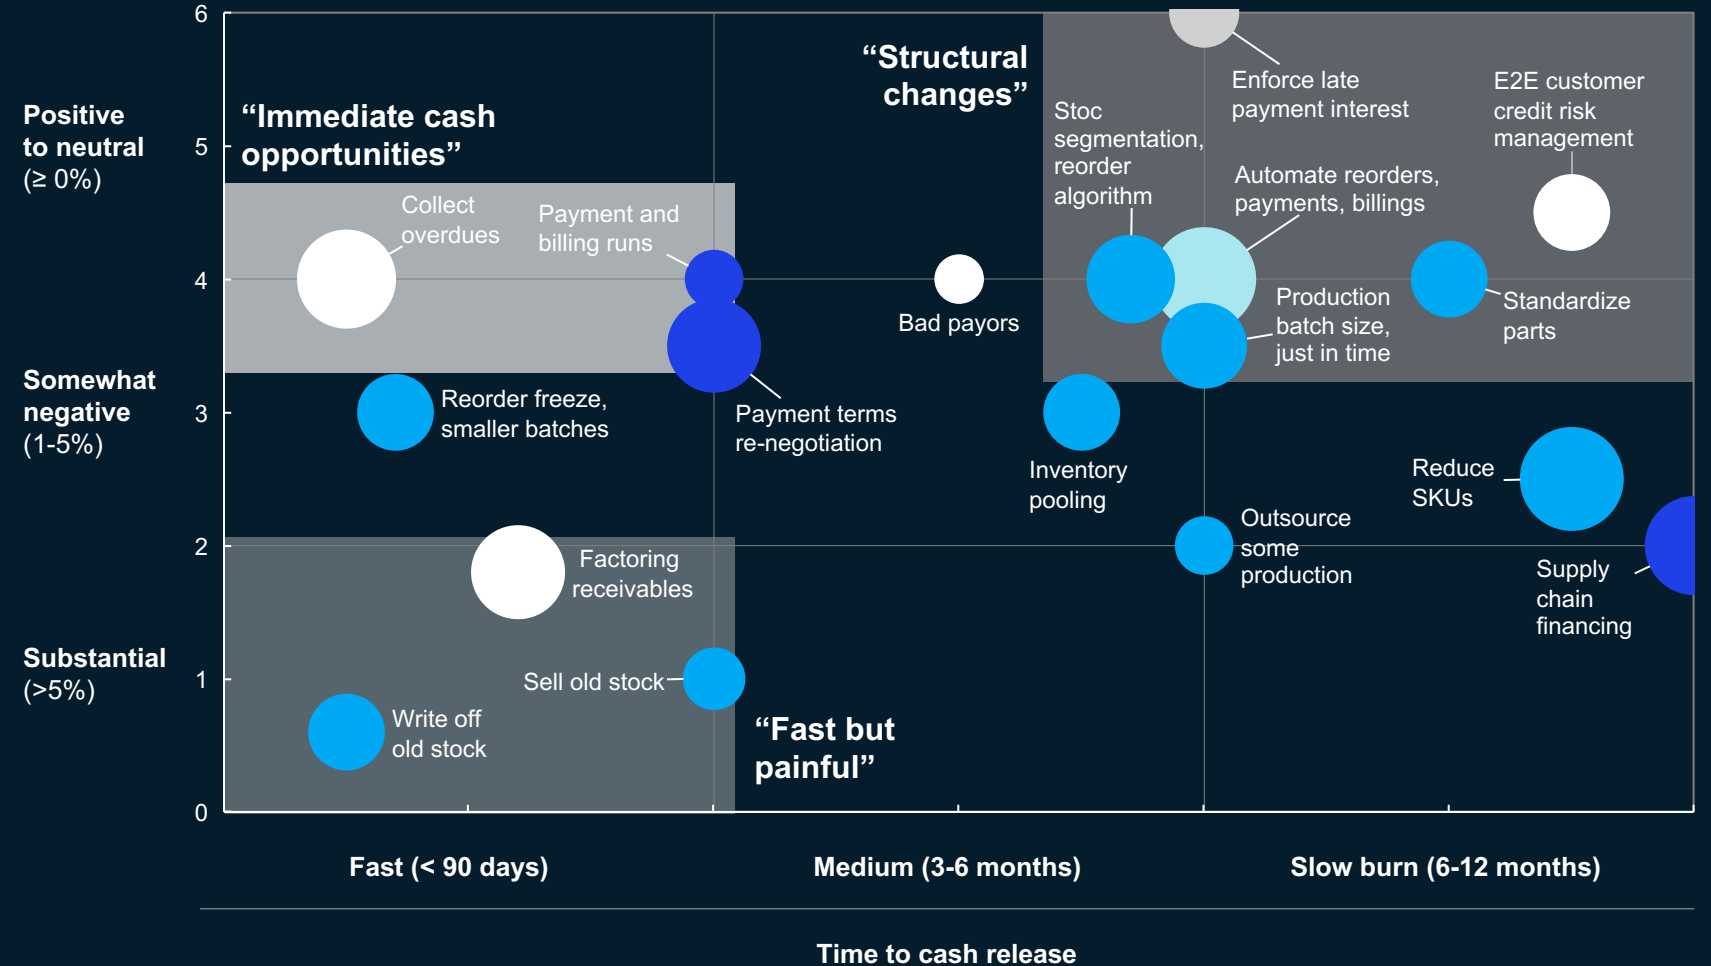 6
5
4
3
2
1
0
Positive
to neutral
(≥ 0%)
Somewhat
negative
(1-5%)
Substantial
(>5%)
“Immediate cash
opportunities”
Collect
overdues
Payment and
billing runs
Reorder freeze,
smaller batches
Payment terms
re-negotiation
Factoring
receivables
Sell old stock
Write off
old stock
“Fast but
painful”
“Structural
changes”
Bad payors
Stoc
segmentation,
reorder
algorithm
Enforce late
payment interest
E2E customer
credit risk
management
Automate reorders,
payments, billings
Production
batch size,
just in time
Standardize
parts
Inventory
pooling
Outsource
some
production
Reduce
SKUs
Supply
chain
financing
Fast (< 90 days)
Medium (3-6 months)
Slow burn (6-12 months)
Time to cash release